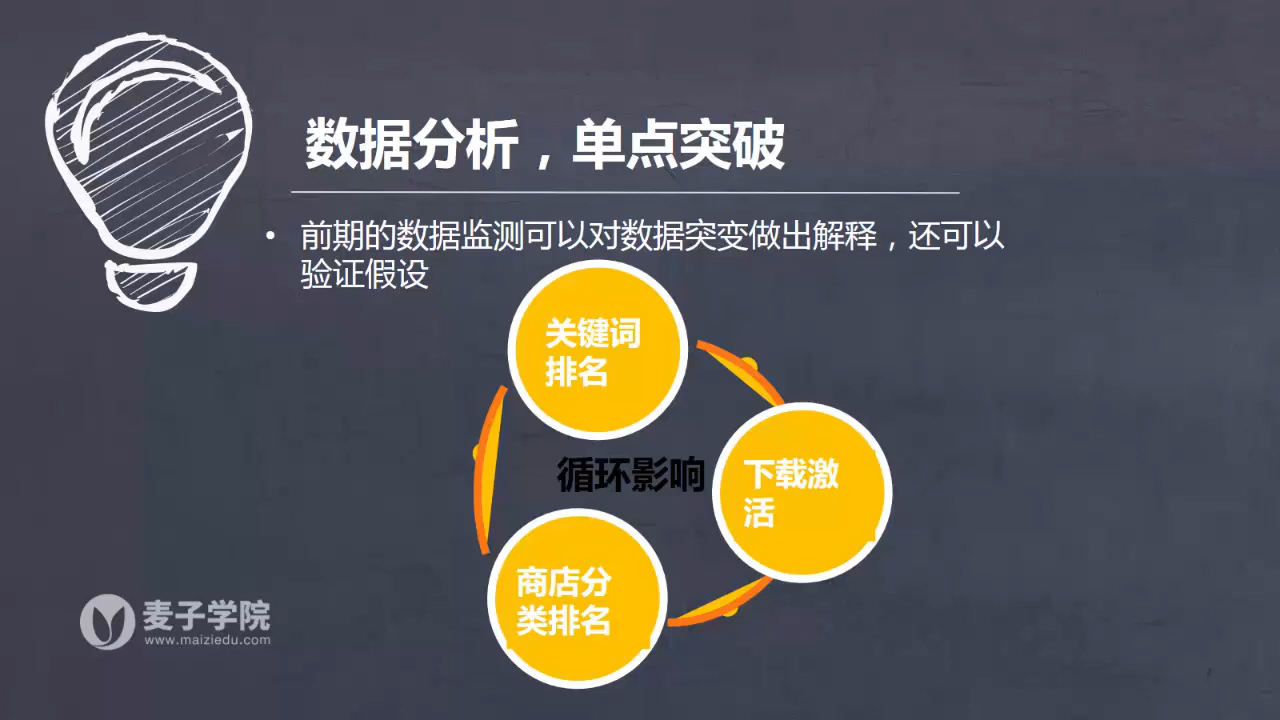 数据分析，单点突破
• 前期的数据监测可以对数据突变做出解释，还可以
验证假设
关键词
排名
循环影响
下载激
活
商店分
类排名
麦子学院
www.maiziedu.com